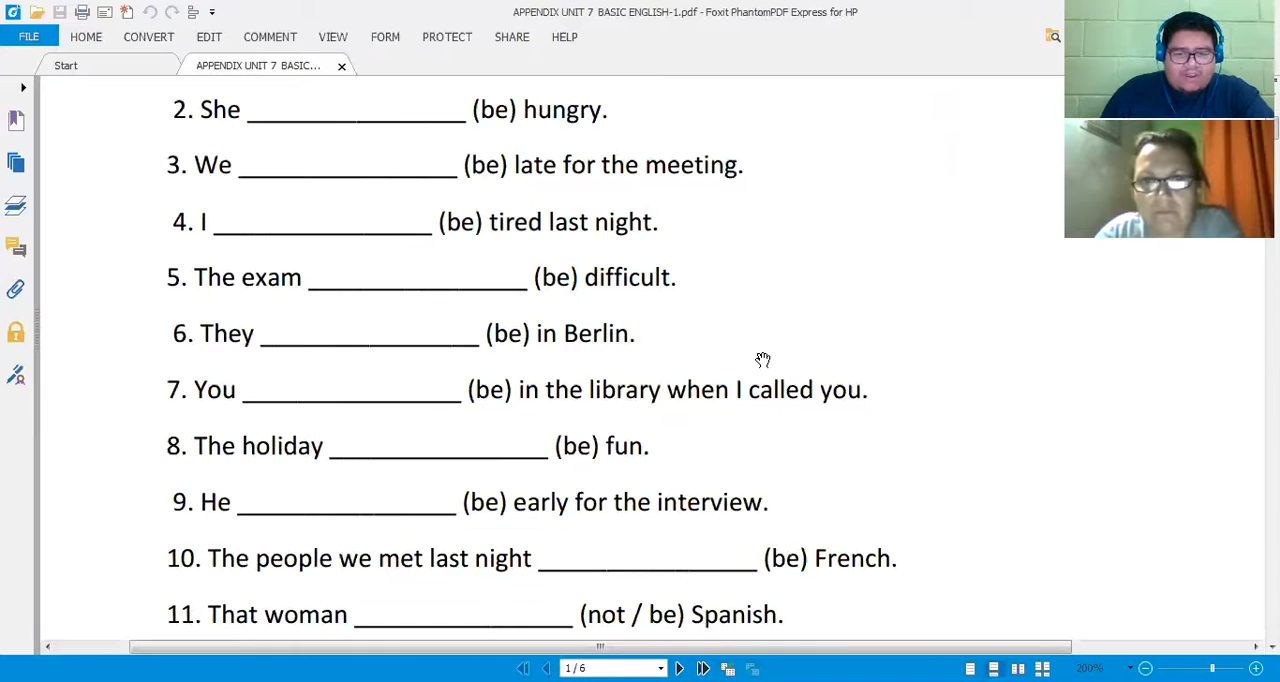 APPENDIX UNIT 7 BASIC ENGLISH-1.pdf - Foxit PhantomPDF Express for HP
FILE HOME CONVERT EDIT COMMENT VIEW FORM PROTECT SHARE HELP
Start APPENDIX UNIT 7 BASIC...
2. She ________________ (be) hungry.
3. We ________________ (be) late for the meeting.
4. I ________________ (be) tired last night.
5. The exam ________________ (be) difficult.
6. They ________________ (be) in Berlin.
7. You ________________ (be) in the library when I called you.
8. The holiday ________________ (be) fun.
9. He ________________ (be) early for the interview.
10. The people we met last night ________________ (be) French.
11. That woman ________________ (not / be) Spanish.
1 / 6 200%